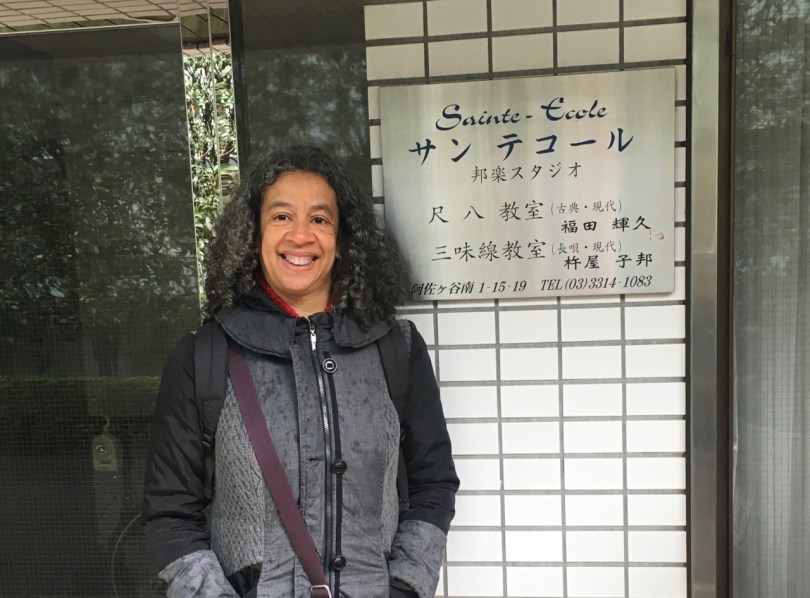 Sainte-Ecole
サンテコール
邦楽スタジオ
尺八教室(古典・現代)
福田 輝久
三味線教室(長唄・現代)
杵屋 子邦
阿佐ヶ谷南 1-15-19 TEL (03)3314-1083